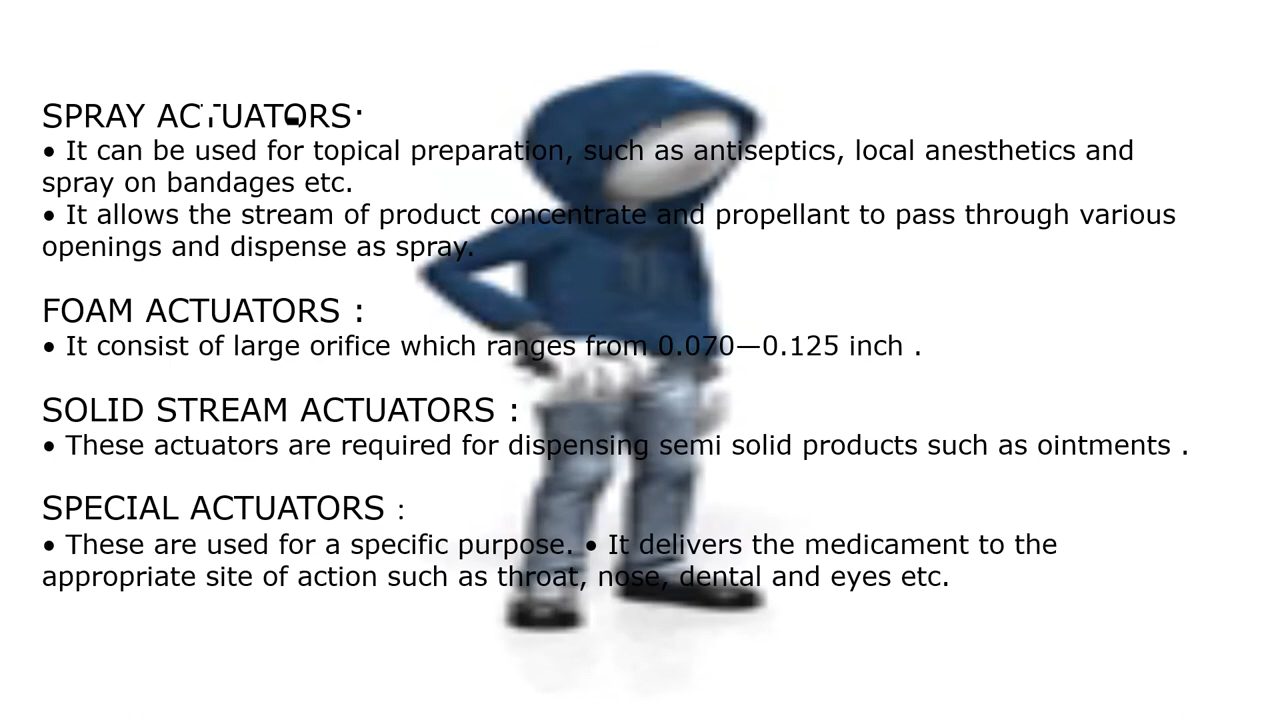 SPRAY ACTUATORS:
• It can be used for topical preparation, such as antiseptics, local anesthetics and
spray on bandages etc.
• It allows the stream of product concentrate and propellant to pass through various
openings and dispense as spray.
FOAM ACTUATORS :
• It consist of large orifice which ranges from 0.070—0.125 inch .
SOLID STREAM ACTUATORS :
• These actuators are required for dispensing semi solid products such as ointments .
SPECIAL ACTUATORS :
• These are used for a specific purpose. • It delivers the medicament to the
appropriate site of action such as throat, nose, dental and eyes etc.